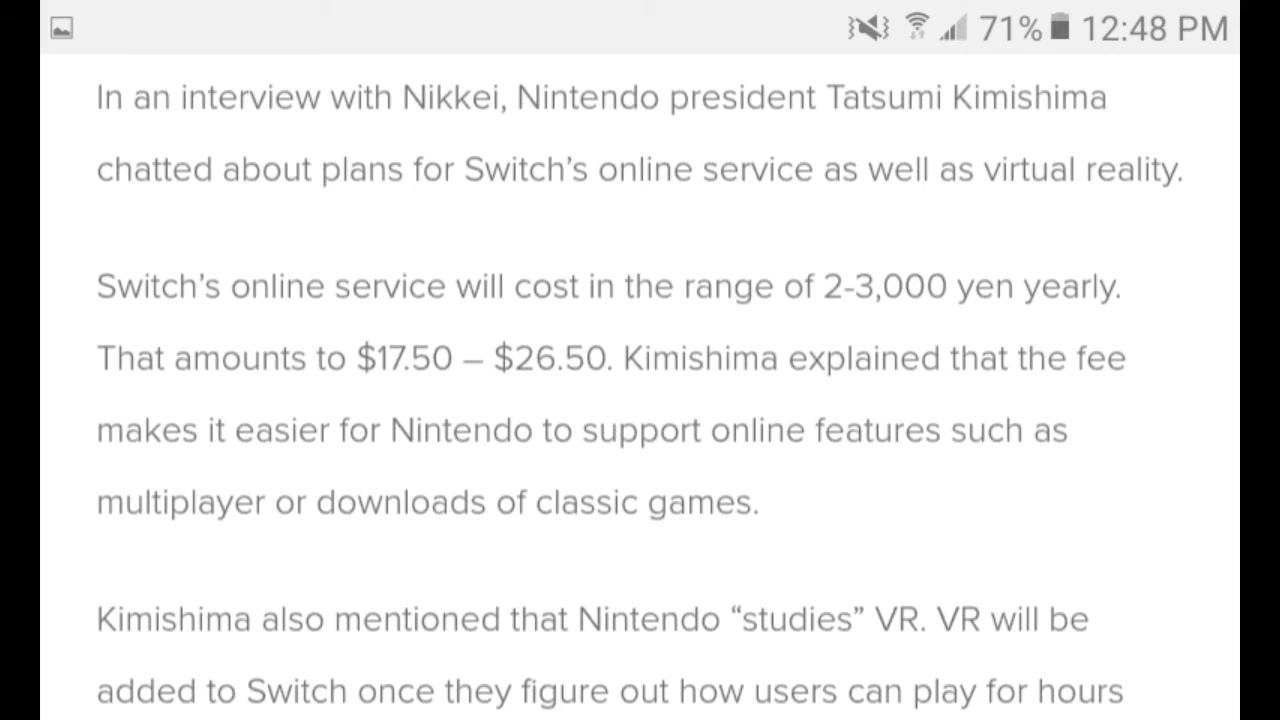 71% 12:48 PM
In an interview with Nikkei, Nintendo president Tatsumi Kimishima
chatted about plans for Switch’s online service as well as virtual reality.
Switch’s online service will cost in the range of 2-3,000 yen yearly.
That amounts to $17.50 – $26.50. Kimishima explained that the fee
makes it easier for Nintendo to support online features such as
multiplayer or downloads of classic games.
Kimishima also mentioned that Nintendo “studies” VR. VR will be
added to Switch once they figure out how users can play for hours